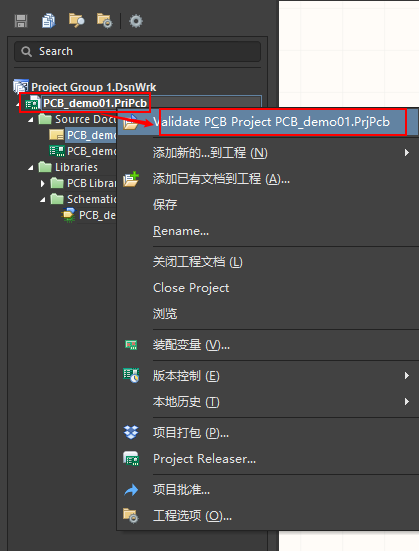 Search
Project Group 1.DsnWrk
PCB_demo01.PrjPcb
Source Docu
Validate PCB Project PCB_demo01.PrjPcb
PCB_demo
添加新的...到工程 (N)
PCB_demo
Libraries
添加已有文档到工程 (A)...
PCB Librar
保存
Schematic
Rename...
PCB_de
关闭工程文档 (L)
Close Project
浏览
装配变量 (V)...
版本控制 (E)
本地历史 (T)
项目打包 (P)...
Project Releaser...
项目批准...
工程选项 (O)...